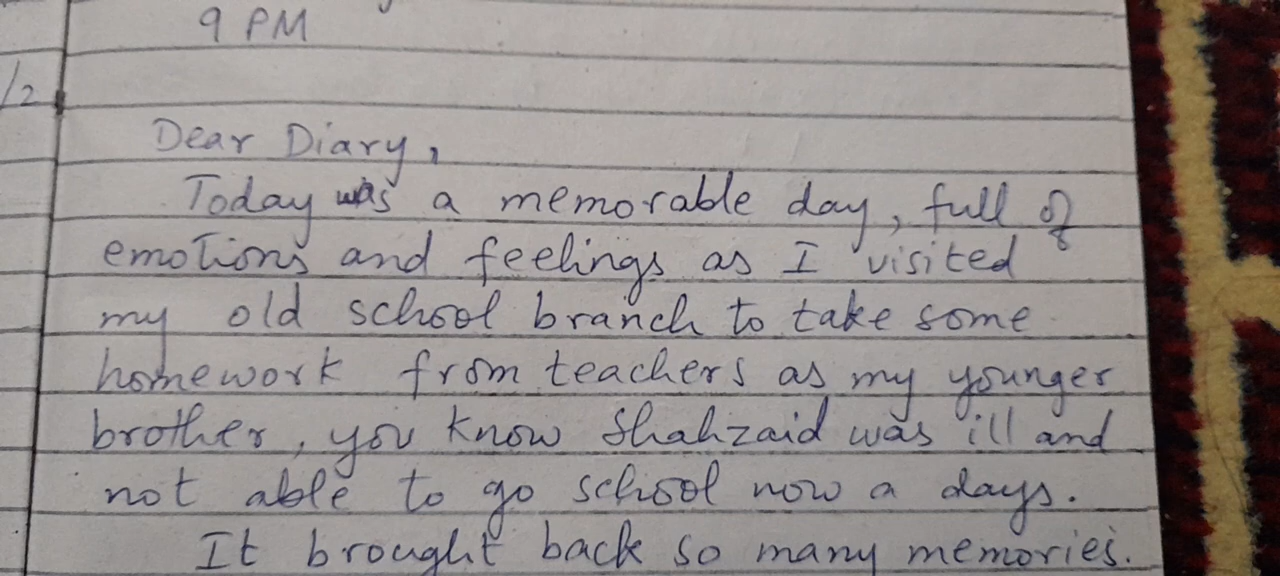 9 PM
/2
Dear Diary,
Today was a memorable day, full of
emotions and feelings as I visited
my old school branch to take some
homework from teachers as my younger
brother, you know Shahzaid was ill and
not able to go school now a days.
It brought back so many memories.